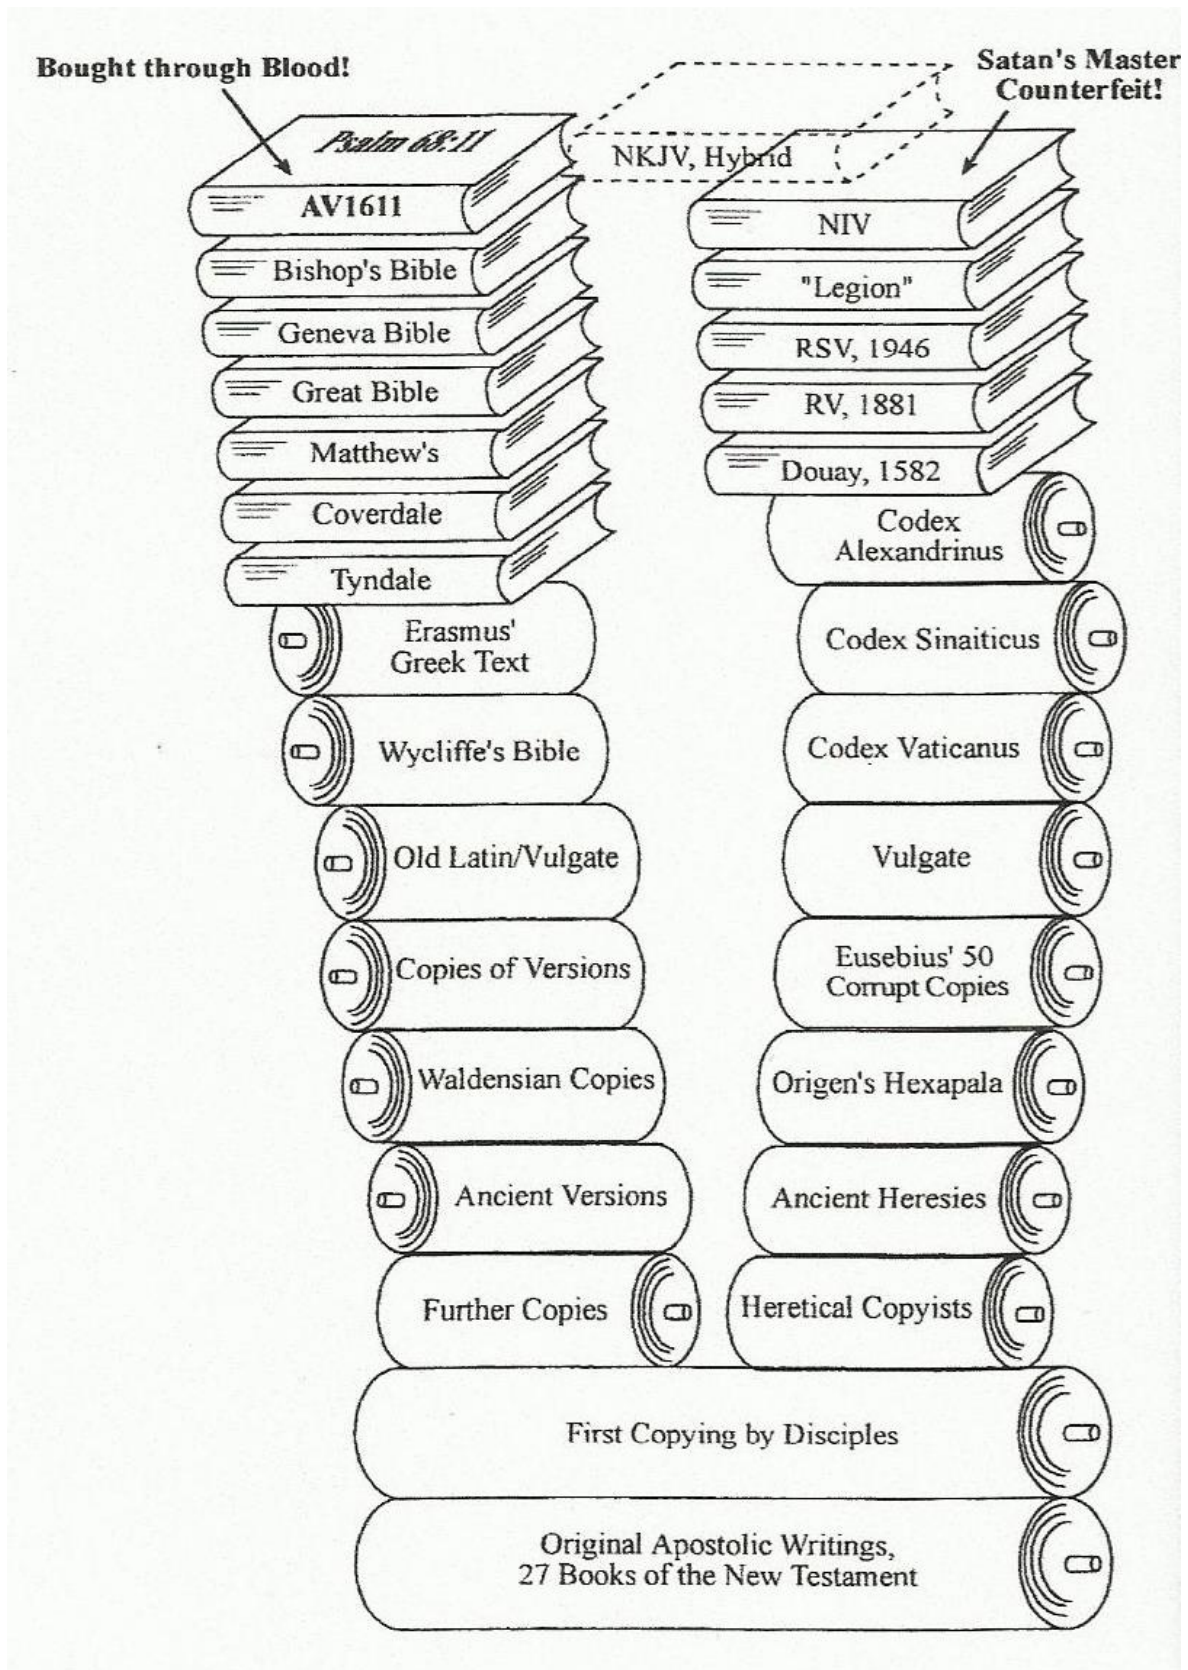 Bought through Blood!
Satan's Master
Counterfeit!
Psalm 68:11
NKJV, Hybrid
AV1611
Bishop's Bible
Geneva Bible
Great Bible
Matthew's
Coverdale
Tyndale
Erasmus'
Greek Text
Wycliffe's Bible
Old Latin/Vulgate
Copies of Versions
Waldensian Copies
Ancient Versions
Further Copies
NIV
"Legion"
RSV, 1946
RV, 1881
Douay, 1582
Codex
Alexandrinus
Codex Sinaiticus
Codex Vaticanus
Vulgate
Eusebius' 50
Corrupt Copies
Origen's Hexapala
Ancient Heresies
Heretical Copyists
First Copying by Disciples
Original Apostolic Writings,
27 Books of the New Testament